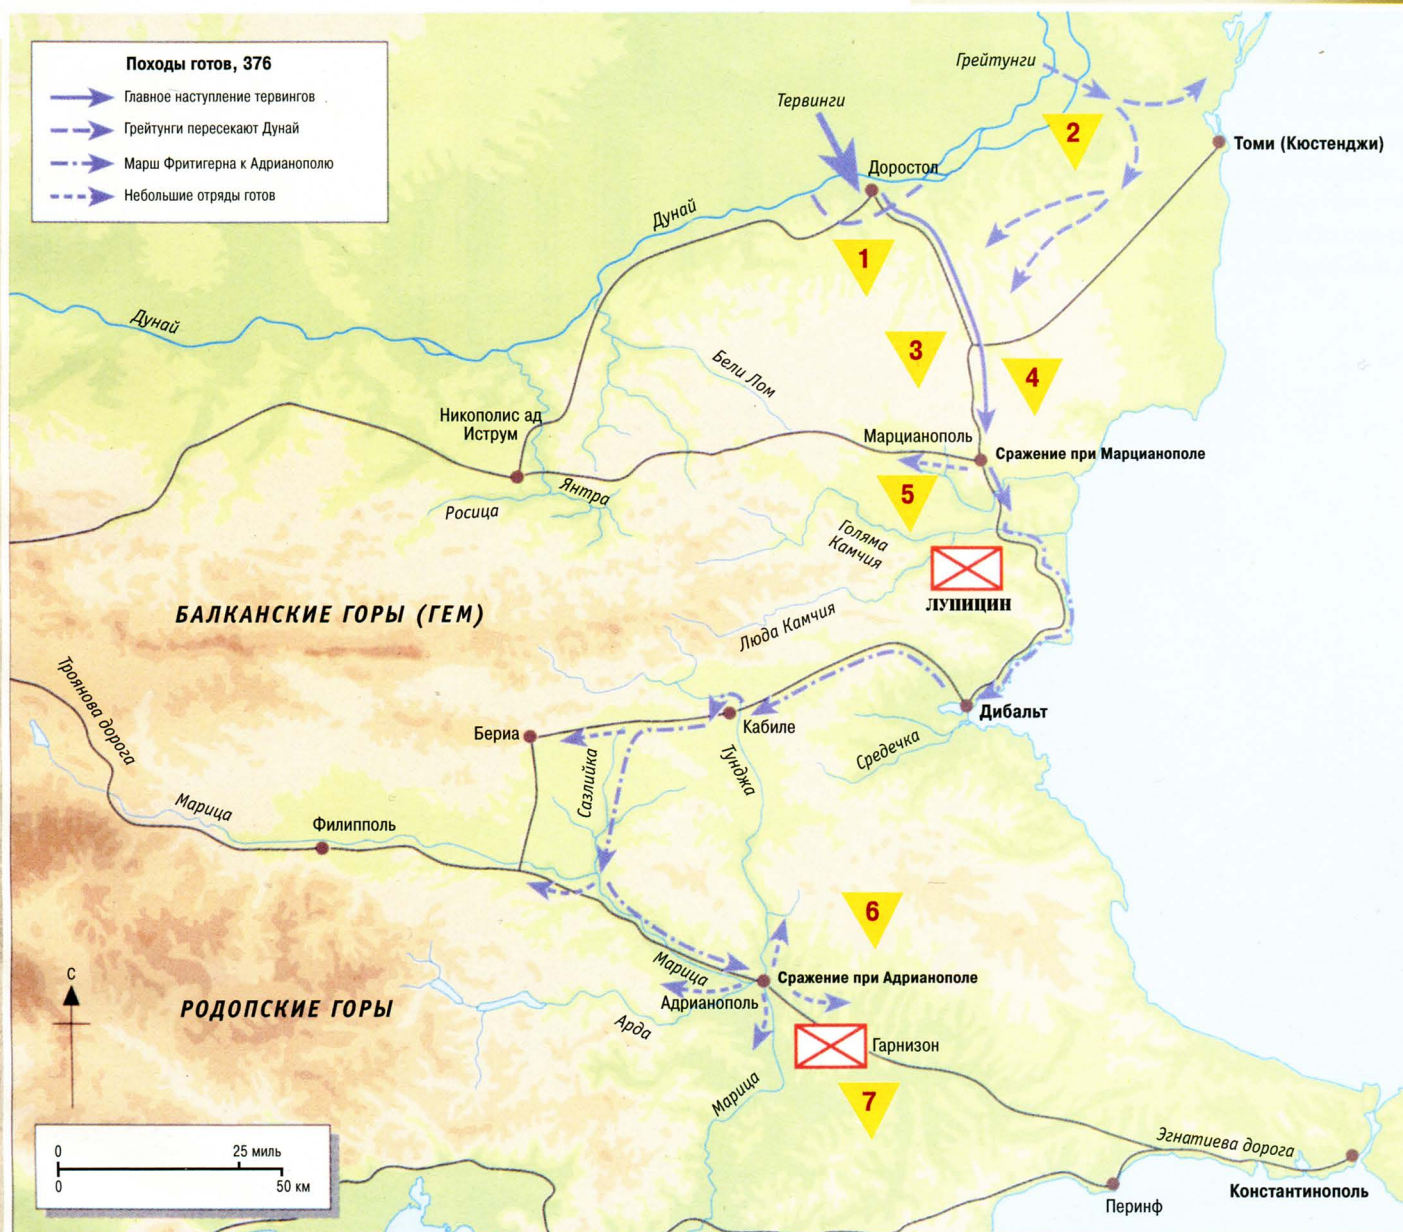 Походы готов, 376
Главное наступление тервингов
Грейтунги пересекают Дунай
Марш Фритигерна к Адрианополю
Небольшие отряды готов
Грейтунги
Тервинги
2
Томи (Кюстенджи)
Доростол
Дунай
1
Дунай
3
4
Бели Лом
Никополис ад
Иструм
Марцианополь
Сражение при Марцианополе
5
Янтра
Росица
Голяма
Камчия
ЛУПИЦИН
БАЛКАНСКИЕ ГОРЫ (ГЕМ)
Люда Камчия
Троянова дорога
Дибальт
Кабиле
Бериа
Средечка
Тунджа
Сазлийка
Марица
Филипполь
6
С
Марица
Сражение при Адрианополе
Адрианополь
РОДОПСКИЕ ГОРЫ
Арда
Гарнизон
Марица
7
0
25 миль
0
50 км
Эгнатиева дорога
Константинополь
Перинф